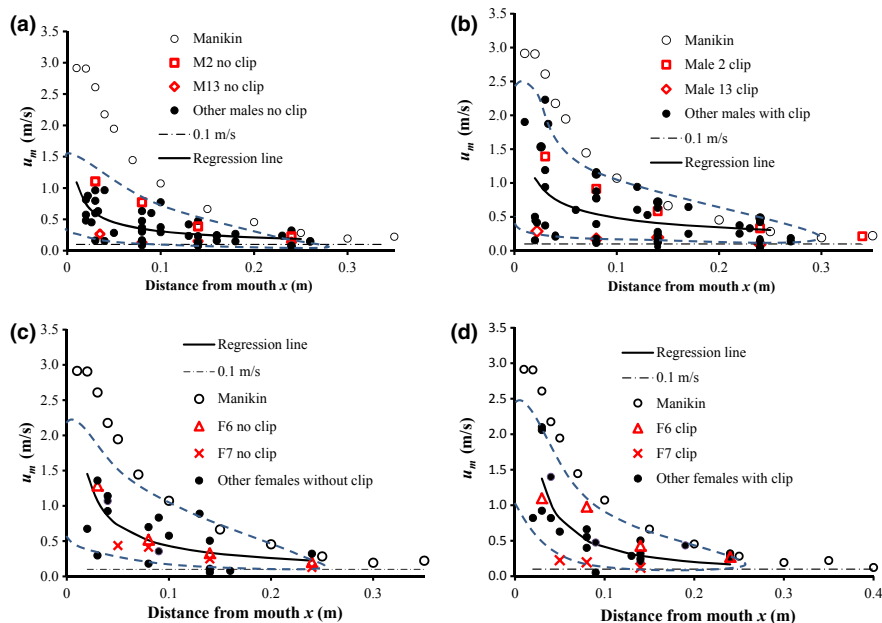 (a)
3.5
3.0
2.5
2.0
1.5
1.0
0.5
0.0
u_m (m/s)
Manikin
M2 no clip
M13 no clip
Other males no clip
0.1 m/s
Regression line
0 0.1 0.2 0.3
Distance from mouth x (m)
(b)
3.5
3.0
2.5
2.0
1.5
1.0
0.5
0.0
u_m (m/s)
Manikin
Male 2 clip
Male 13 clip
Other males with clip
0.1 m/s
Regression line
0 0.1 0.2 0.3
Distance from mouth x (m)
(c)
3.5
3.0
2.5
2.0
1.5
1.0
0.5
0.0
u_m (m/s)
Regression line
0.1 m/s
Manikin
F6 no clip
F7 no clip
Other females without clip
0 0.1 0.2 0.3
Distance from mouth x (m)
(d)
3.5
3.0
2.5
2.0
1.5
1.0
0.5
0.0
u_m (m/s)
Regression line
0.1 m/s
Manikin
F6 clip
F7 clip
Other females with clip
0 0.1 0.2 0.3 0.4
Distance from mouth x (m)